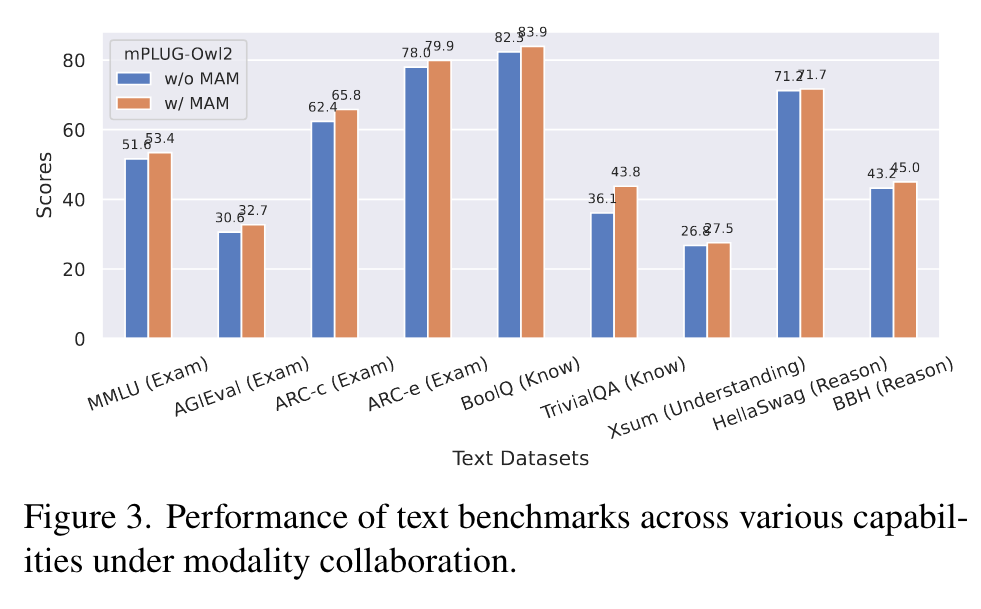 mPLUG-Owl2
w/o MAM
w/ MAM
Scores
80
60
40
20
0
51.6
53.4
30.6
32.7
62.4
65.8
78.0
79.9
82.3
83.9
36.1
43.8
26.8
27.5
71.2
71.7
43.2
45.0
MMLU (Exam)
AGIEval (Exam)
ARC-c (Exam)
ARC-e (Exam)
BoolQ (Know)
TrivialQA (Know)
Xsum (Understanding)
HellaSwag (Reason)
BBH (Reason)
Text Datasets
Figure 3. Performance of text benchmarks across various capabil-
ities under modality collaboration.